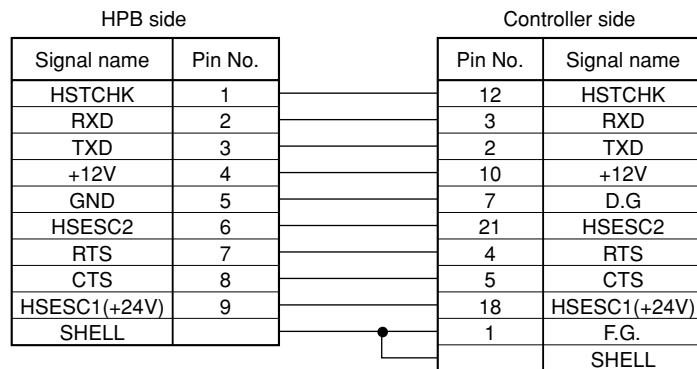 HPB side Controller side
Signal name Pin No. Pin No. Signal name
HSTCHK 1 12 HSTCHK
RXD 2 3 RXD
TXD 3 2 TXD
+12V 4 10 +12V
GND 5 7 D.G
HSESC2 6 21 HSESC2
RTS 7 4 RTS
CTS 8 5 CTS
HSESC1(+24V) 9 18 HSESC1(+24V)
SHELL 1 F.G.
SHELL